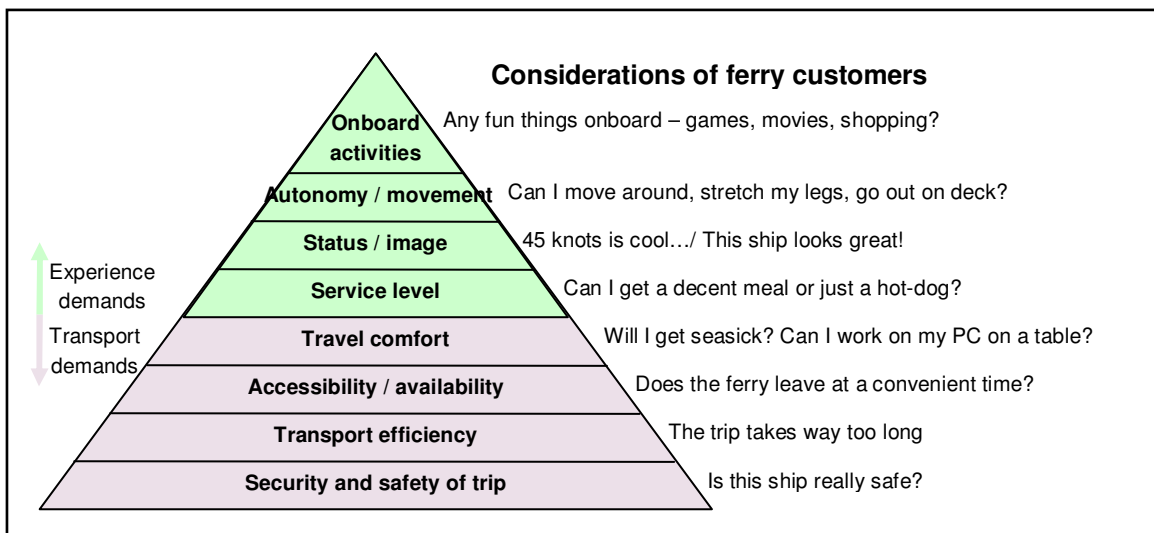 Considerations of ferry customers
Onboard
activities
Any fun things onboard – games, movies, shopping?
Autonomy / movement
Can I move around, stretch my legs, go out on deck?
Status / image
45 knots is cool…/ This ship looks great!
Experience
demands
Service level
Can I get a decent meal or just a hot-dog?
Transport
demands
Travel comfort
Will I get seasick? Can I work on my PC on a table?
Accessibility / availability
Does the ferry leave at a convenient time?
Transport efficiency
The trip takes way too long
Security and safety of trip
Is this ship really safe?